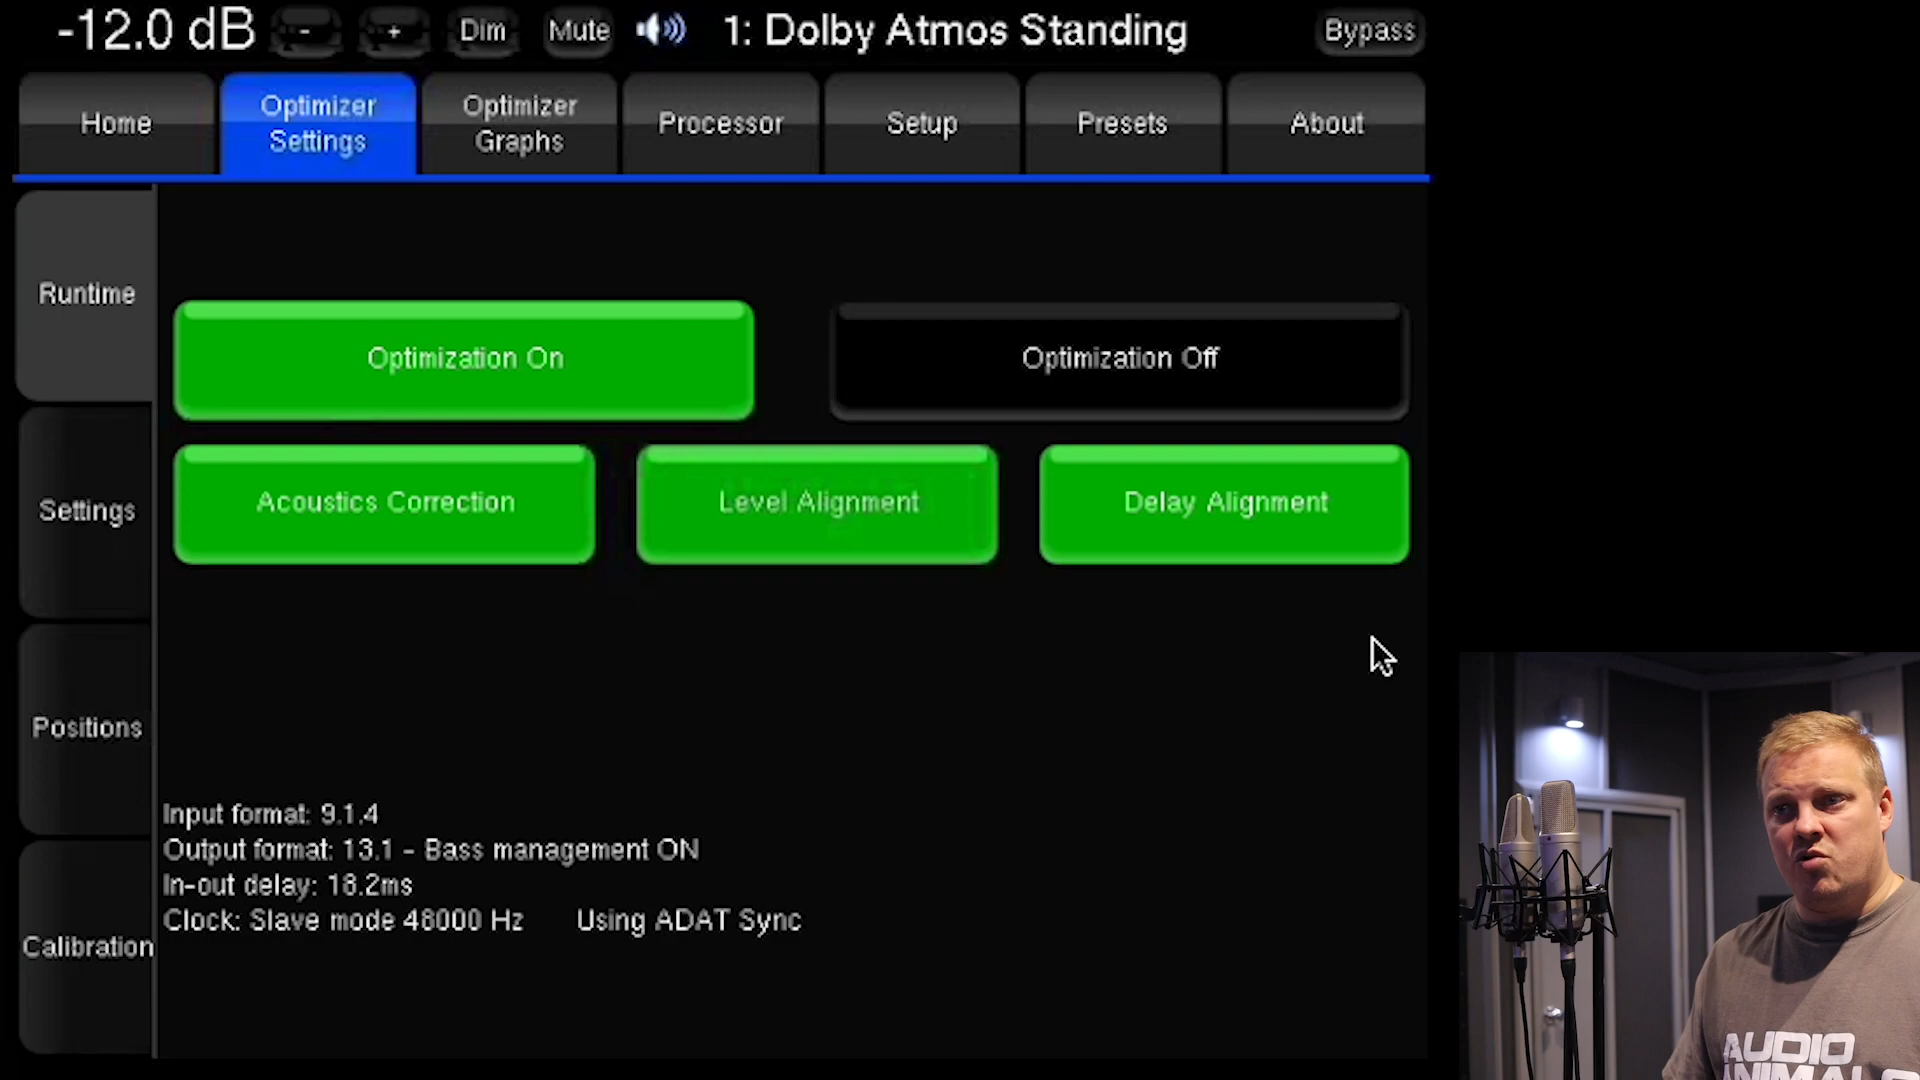 -12.0 dB - + Dim Mute 1: Dolby Atmos Standing Bypass
Home
Optimizer
Settings
Optimizer
Graphs
Processor
Setup
Presets
About
Runtime
Settings
Positions
Calibration
Optimization On
Optimization Off
Acoustics Correction
Level Alignment
Delay Alignment
Input format: 9.1.4
Output format: 13.1 - Bass management ON
In-out delay: 18.2ms
Clock: Slave mode 48000 Hz Using ADAT Sync
AUDIO
ANIMALS